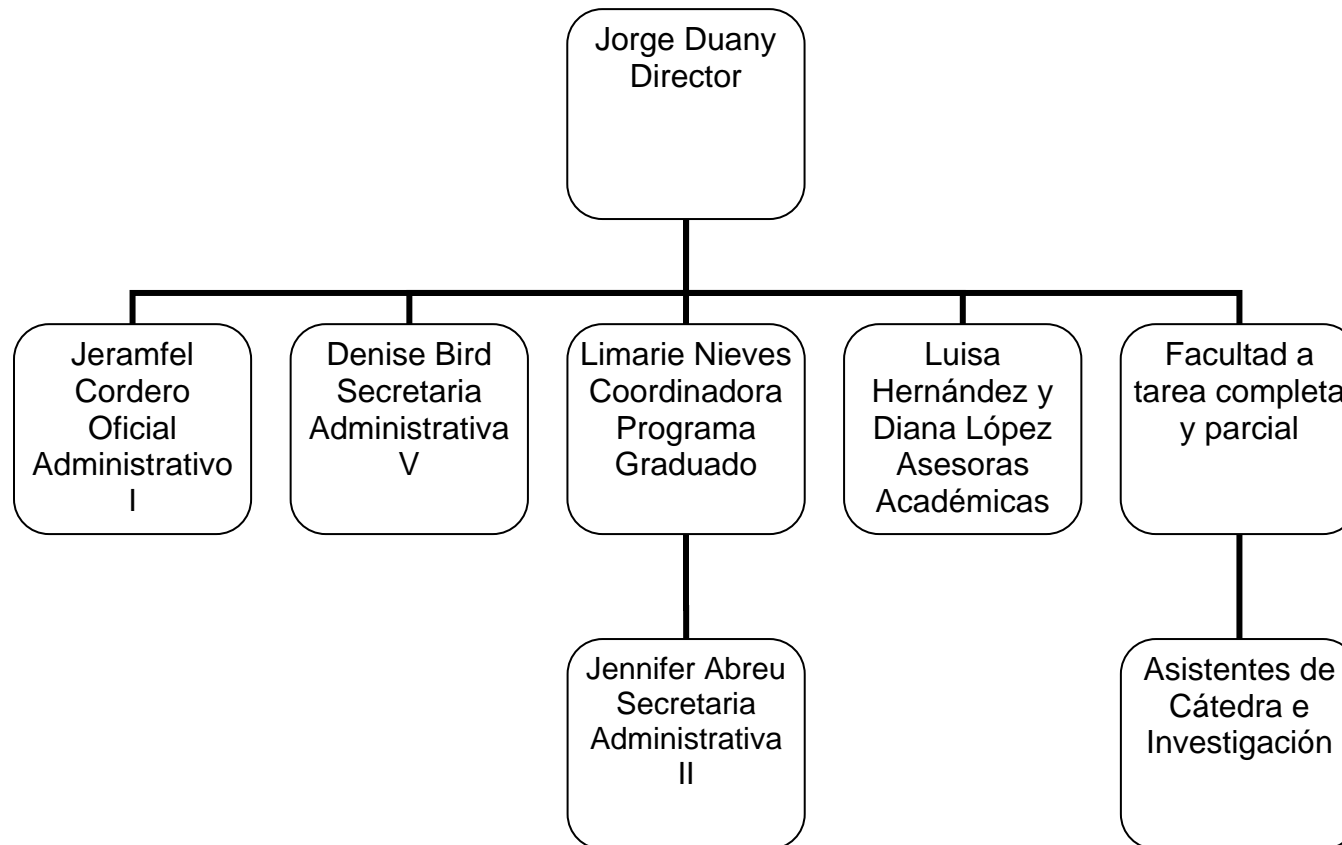 Jorge Duany
Director
Jeramfel
Cordero
Oficial
Administrativo
I
Denise Bird
Secretaria
Administrativa
V
Limarie Nieves
Coordinadora
Programa
Graduado
Luisa
Hernández y
Diana López
Asesoras
Académicas
Facultad a
tarea completa
y parcial
Jennifer Abreu
Secretaria
Administrativa
II
Asistentes de
Cátedra e
Investigación